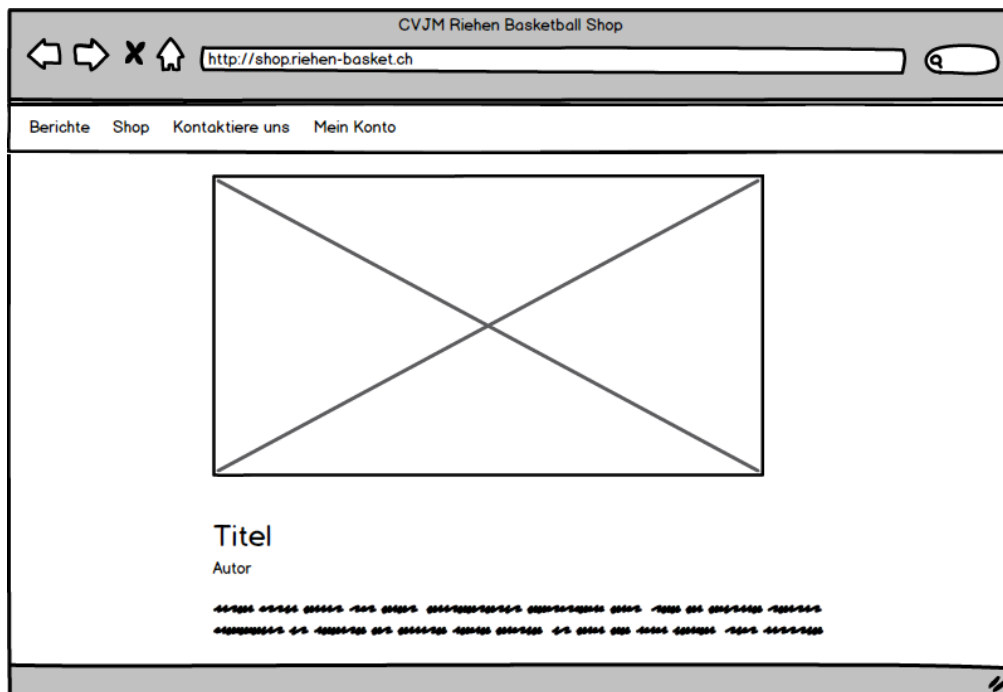 CVJM Riehen Basketball Shop
http://shop.riehen-basket.ch
Berichte Shop Kontaktiere uns Mein Konto
Titel
Autor